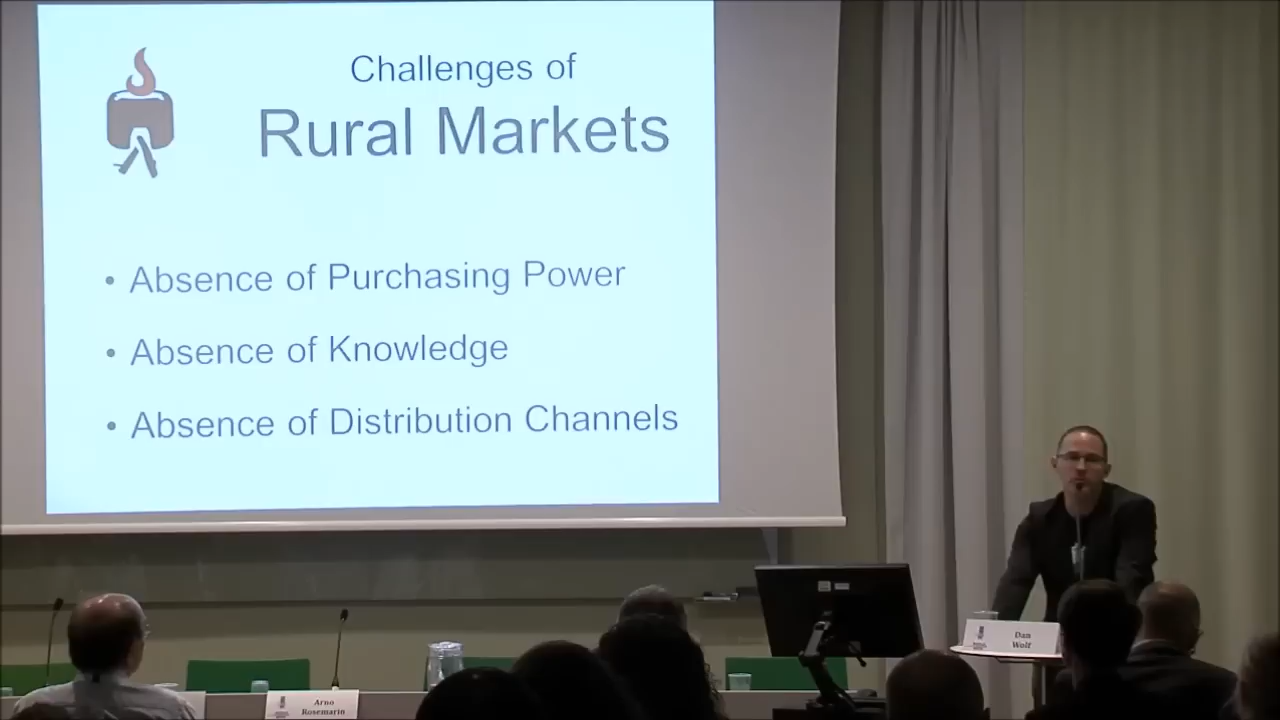 Challenges of
Rural Markets
• Absence of Purchasing Power
• Absence of Knowledge
• Absence of Distribution Channels
Dan
Wolf
Arno
Rosemarin